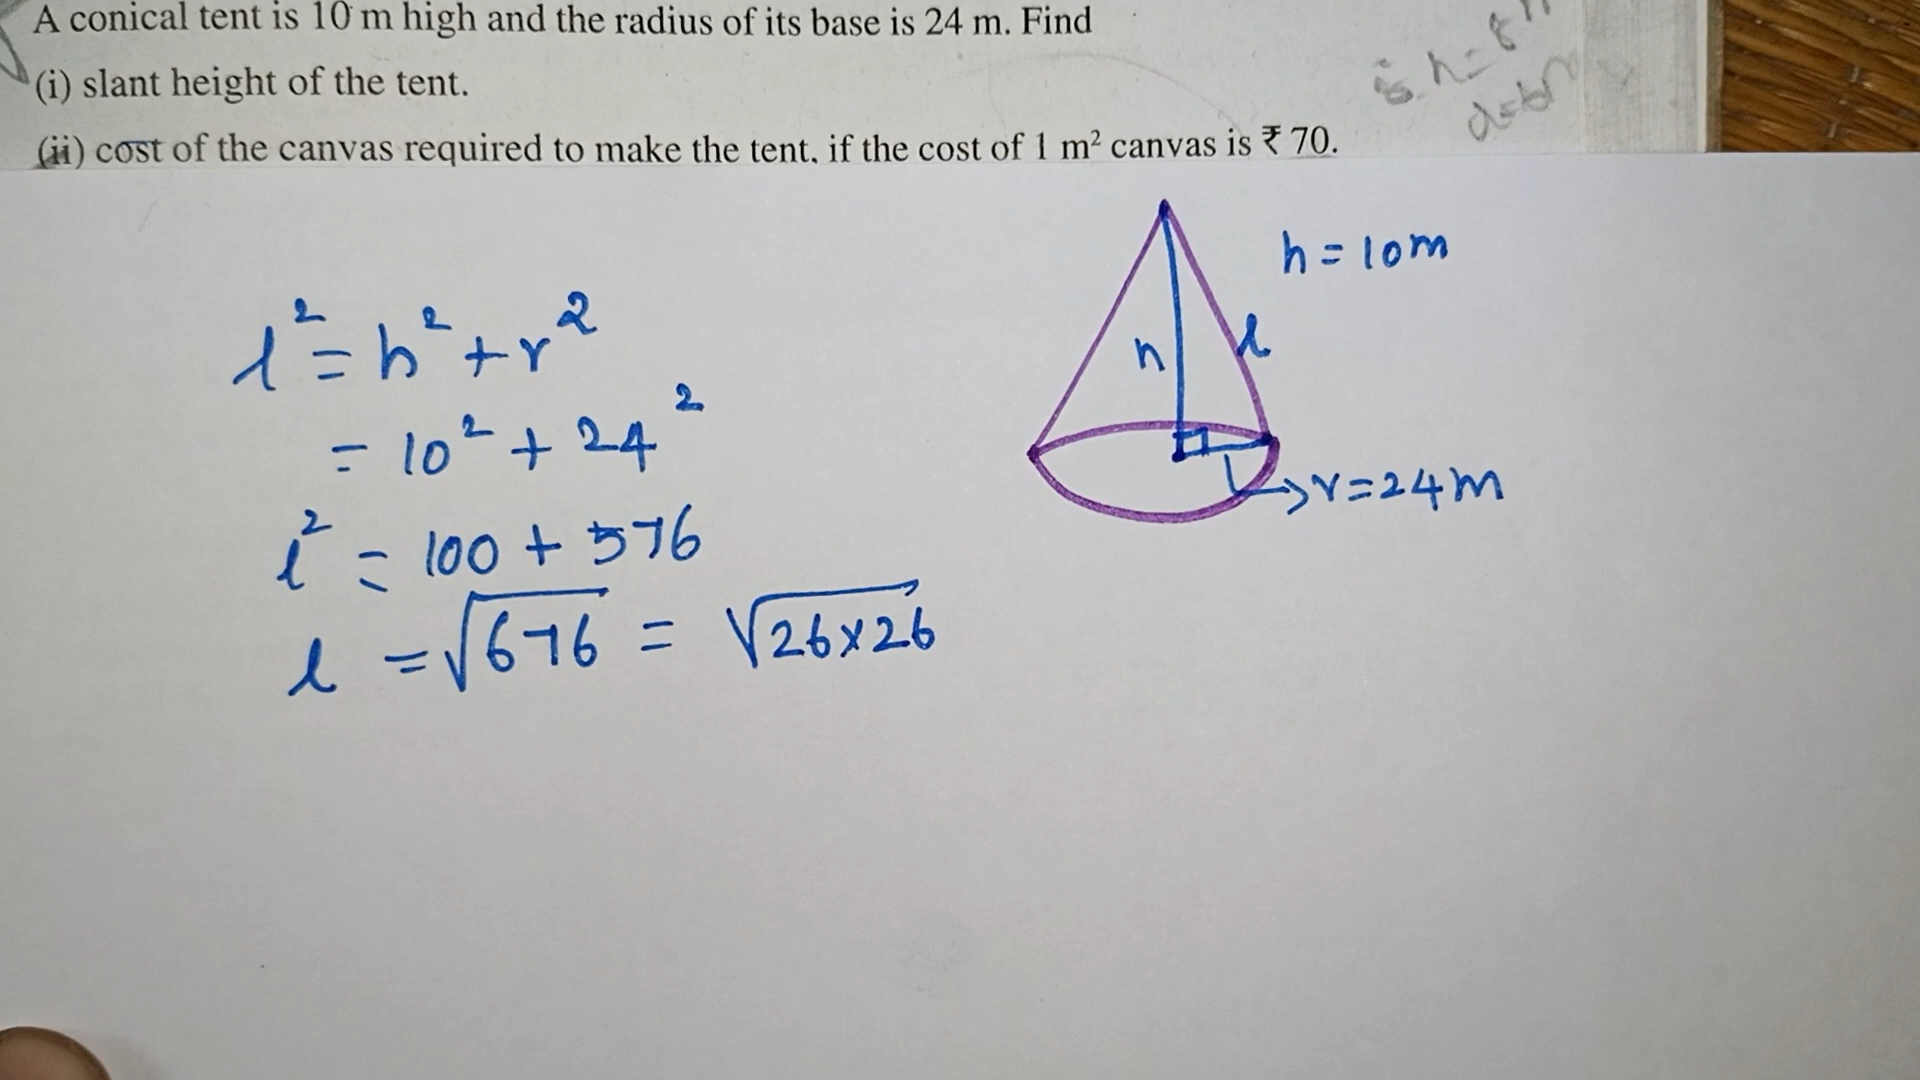 A conical tent is 10 m high and the radius of its base is 24 m. Find
(i) slant height of the tent.
(ii) cost of the canvas required to make the tent, if the cost of 1 m² canvas is ₹ 70.
h = 10m
l² = h² + r²
h
l
= 10² + 24²
r = 24m
l² = 100 + 576
l = √676 = √26×26